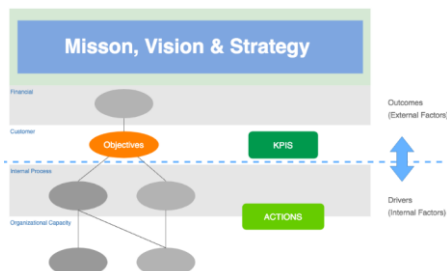 Misson, Vision & Strategy
Financial
Outcomes
(External Factors)
Customer
Objectives
KPIS
Internal Process
Drivers
(Internal Factors)
Organizational Capacity
ACTIONS